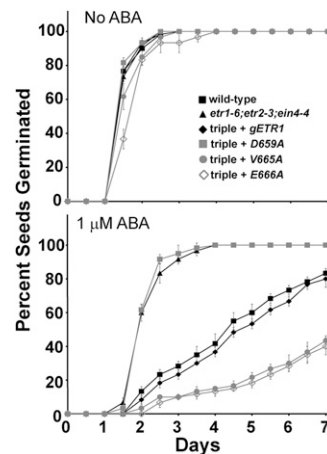 No ABA
100
80
60
40
20
0
wild-type
etr1-6;etr2-3;ein4-4
triple + gETR1
triple + D659A
triple + V665A
triple + E666A
Percent Seeds Germinated
1 μM ABA
100
80
60
40
20
0
0 1 2 3 4 5 6 7
Days